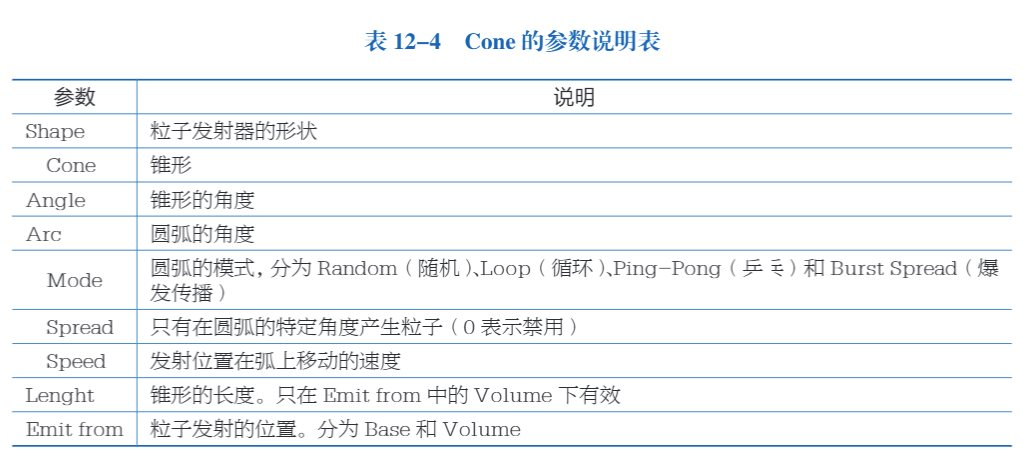 表 12-4 Cone 的参数说明表
参数 说明
Shape 粒子发射器的形状
Cone 锥形
Angle 锥形的角度
Arc 圆弧的角度
Mode 圆弧的模式，分为 Random（随机）、Loop（循环）、Ping-Pong（乒乓）和 Burst Spread（爆
发传播）
Spread 只有在圆弧的特定角度产生粒子（0 表示禁用）
Speed 发射位置在弧上移动的速度
Lenght 锥形的长度。只在 Emit from 中的 Volume 下有效
Emit from 粒子发射的位置。分为 Base 和 Volume